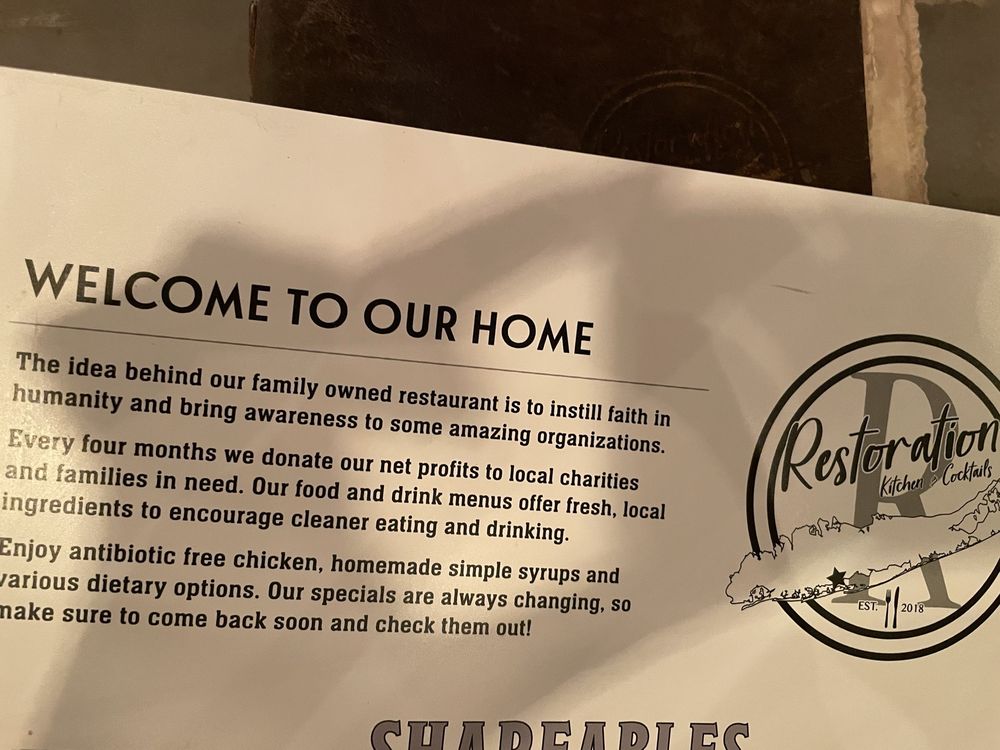 Restoration
WELCOME TO OUR HOME
The idea behind our family owned restaurant is to instill faith in
humanity and bring awareness to some amazing organizations.
Every four months we donate our net profits to local charities
and families in need. Our food and drink menus offer fresh, local
ingredients to encourage cleaner eating and drinking.
Enjoy antibiotic free chicken, homemade simple syrups and
various dietary options. Our specials are always changing, so
make sure to come back soon and check them out!
R
Restoration
Kitchen & Cocktails
EST. 2018
SHAREABLES